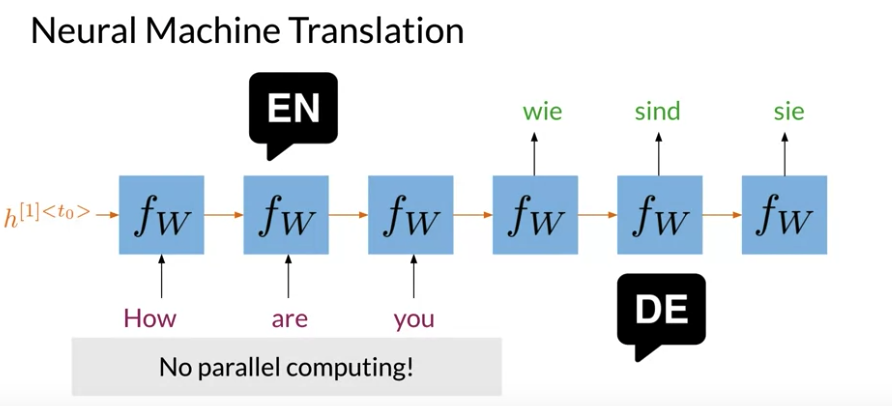 Neural Machine Translation
EN
wie sind sie
h^{[1]<t_0>} f_W f_W f_W f_W f_W f_W
How are you
DE
No parallel computing!